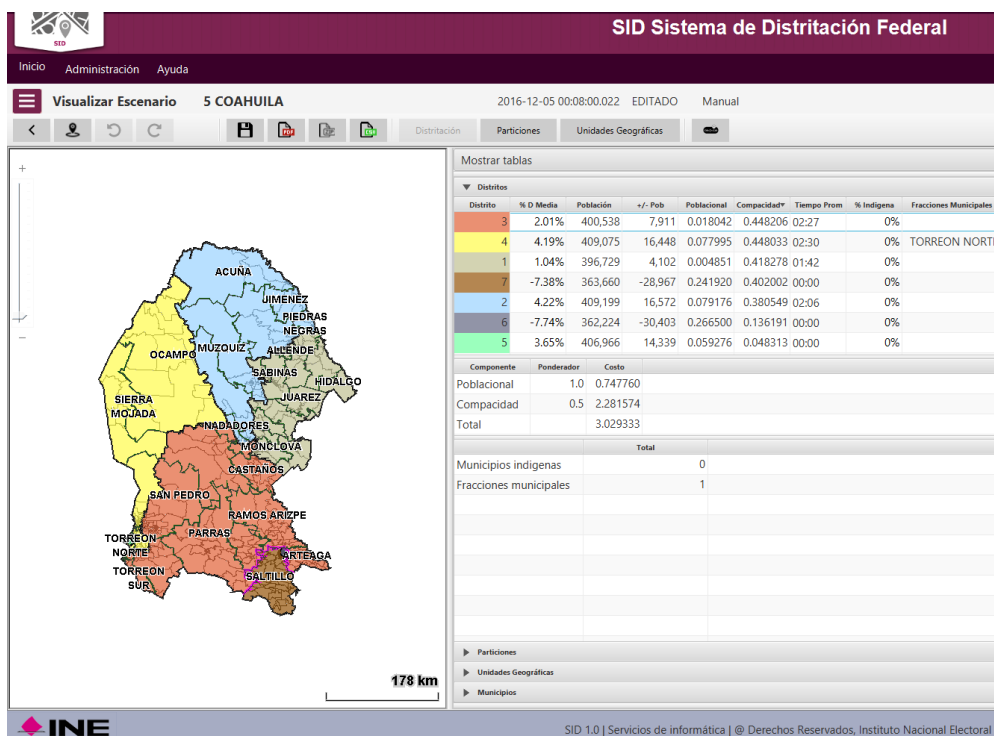 SID
SID Sistema de Distritación Federal
Inicio Administración Ayuda
Visualizar Escenario 5 COAHUILA 2016-12-05 00:08:00.022 EDITADO Manual
Distritación Particiones Unidades Geográficas
Mostrar tablas
Distritos
Distrito % D Media Población +/- Pob Poblacional Compacidad Tiempo Prom % Indigena Fracciones Municipales
3 2.01% 400,538 7,911 0.018042 0.448206 02:27 0%
4 4.19% 409,075 16,448 0.077995 0.448033 02:30 0% TORREON NORTE
1 1.04% 396,729 4,102 0.004851 0.418278 01:42 0%
7 -7.38% 363,660 -28,967 0.241920 0.402002 00:00 0%
2 4.22% 409,199 16,572 0.079176 0.380549 02:06 0%
6 -7.74% 362,224 -30,403 0.266500 0.136191 00:00 0%
5 3.65% 406,966 14,339 0.059276 0.048313 00:00 0%
Componente Ponderador Costo
Poblacional 1.0 0.747760
Compacidad 0.5 2.281574
Total 3.029333
Total
Municipios indigenas 0
Fracciones municipales 1
Particiones
Unidades Geográficas
Municipios
ACUÑA
JIMENEZ
PIEDRAS
NEGRAS
OCAMPO
MUZQUIZ
ALLENDE
SABINAS
HIDALGO
JUAREZ
SIERRA
MOJADA
NADADORES
MONCLOVA
CASTAÑOS
SAN PEDRO
RAMOS ARIZPE
PARRAS
TORREON
NORTE
ARTEAGA
TORREON
SUR
SALTILLO
178 km
INE
SID 1.0 | Servicios de informática | @ Derechos Reservados, Instituto Nacional Electoral